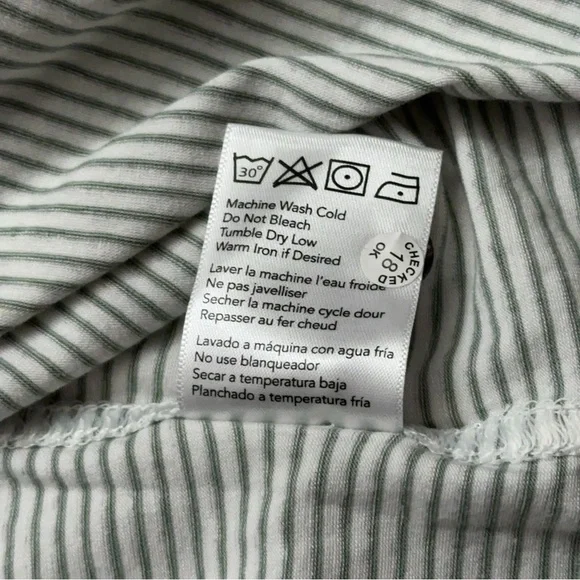 30°
Machine Wash Cold
Do Not Bleach
Tumble Dry Low
Warm Iron if Desired
Laver la machine l'eau froide
Ne pas javelliser
Secher la machine cycle dour
Repasser au fer cheud
Lavado a máquina con agua fría
No use blanqueador
Secar a temperatura baja
Planchado a temperatura fría
CHECKED
18
OK